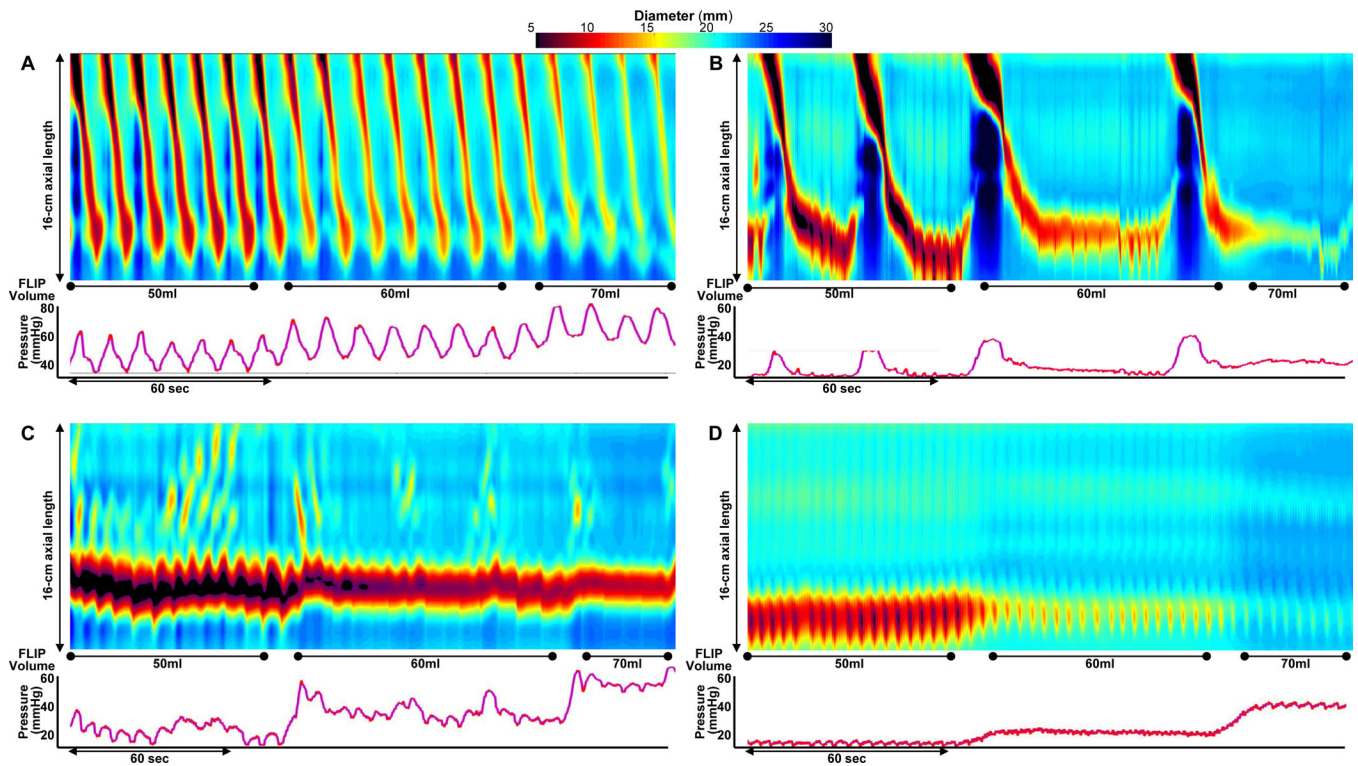 Diameter (mm)
5 10 15 20 25 30
A
16-cm axial length
FLIP
Volume
50ml 60ml 70ml
Pressure
(mmHg)
80
60
40
60 sec
B
16-cm axial length
FLIP
Volume
50ml 60ml 70ml
Pressure
(mmHg)
60
40
20
60 sec
C
16-cm axial length
FLIP
Volume
50ml 60ml 70ml
Pressure
(mmHg)
60
40
20
60 sec
D
16-cm axial length
FLIP
Volume
50ml 60ml 70ml
Pressure
(mmHg)
60
40
20
60 sec